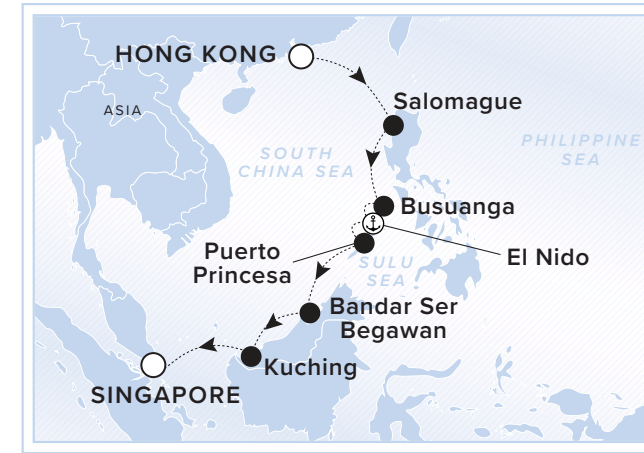 HONG KONG
ASIA
Salomague
SOUTH
CHINA SEA
PHILIPPINE
SEA
Busuanga
Puerto
Princesa
El Nido
SULU
SEA
Bandar Ser
Begawan
Kuching
SINGAPORE